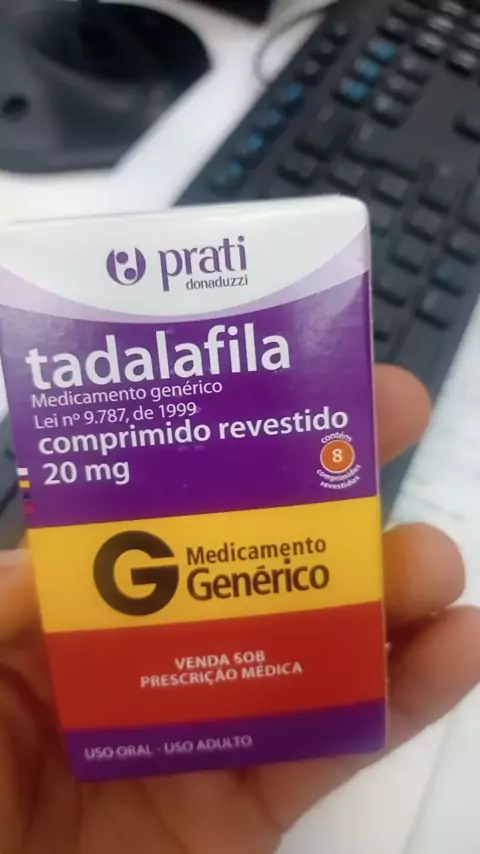 prati
donaduzzi
tadalafila
Medicamento genérico
Lei nº 9.787, de 1999
comprimido revestido
20 mg
contém
8
comprimidos
revestidos
G Medicamento
Genérico
VENDA SOB
PRESCRIÇÃO MÉDICA
USO ORAL - USO ADULTO